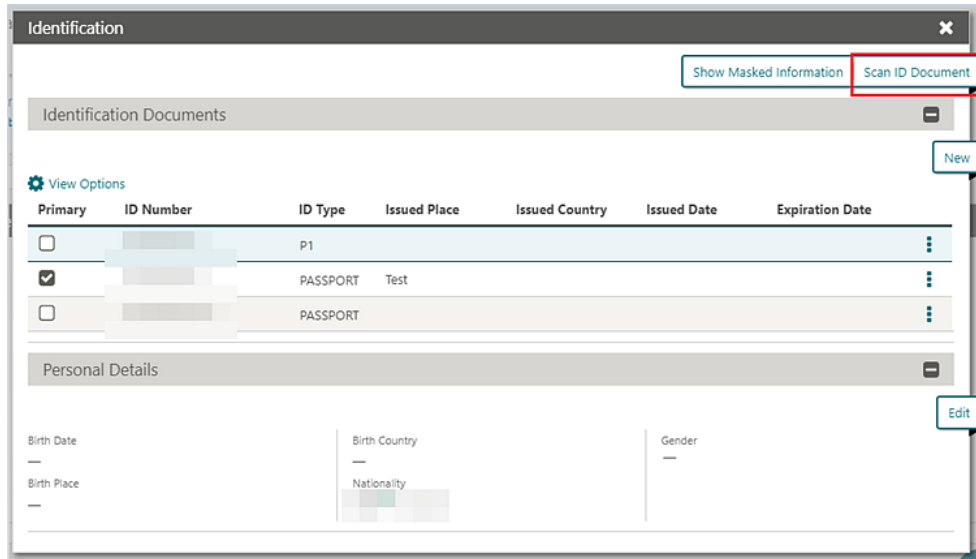 Identification
Show Masked Information Scan ID Document
Identification Documents
New
View Options
Primary ID Number ID Type Issued Place Issued Country Issued Date Expiration Date
P1
PASSPORT Test
PASSPORT
Personal Details
Edit
Birth Date Birth Country Gender
— — —
Birth Place Nationality
—